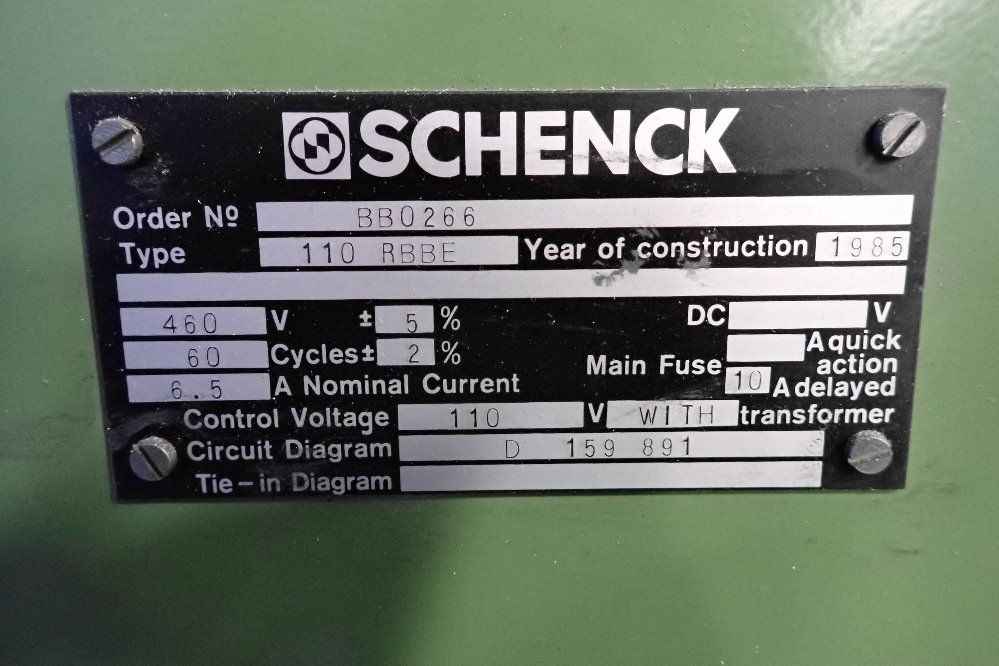 SCHENCK
Order Nº BB0266
Type 110 RBBE Year of construction 1985
460 V ± 5 % DC V
60 Cycles ± 2 % Main Fuse A quick action
6.5 A Nominal Current 10 A delayed
Control Voltage 110 V WITH transformer
Circuit Diagram D 159 891
Tie-in Diagram